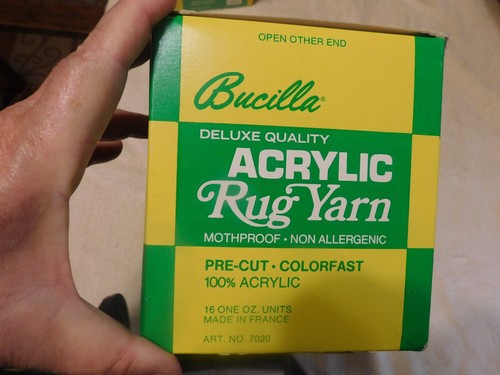 OPEN OTHER END
Bucilla®
DELUXE QUALITY
ACRYLIC
Rug Yarn
MOTHPROOF • NON ALLERGENIC
PRE-CUT • COLORFAST
100% ACRYLIC
16 ONE OZ. UNITS
MADE IN FRANCE
ART. NO. 7020